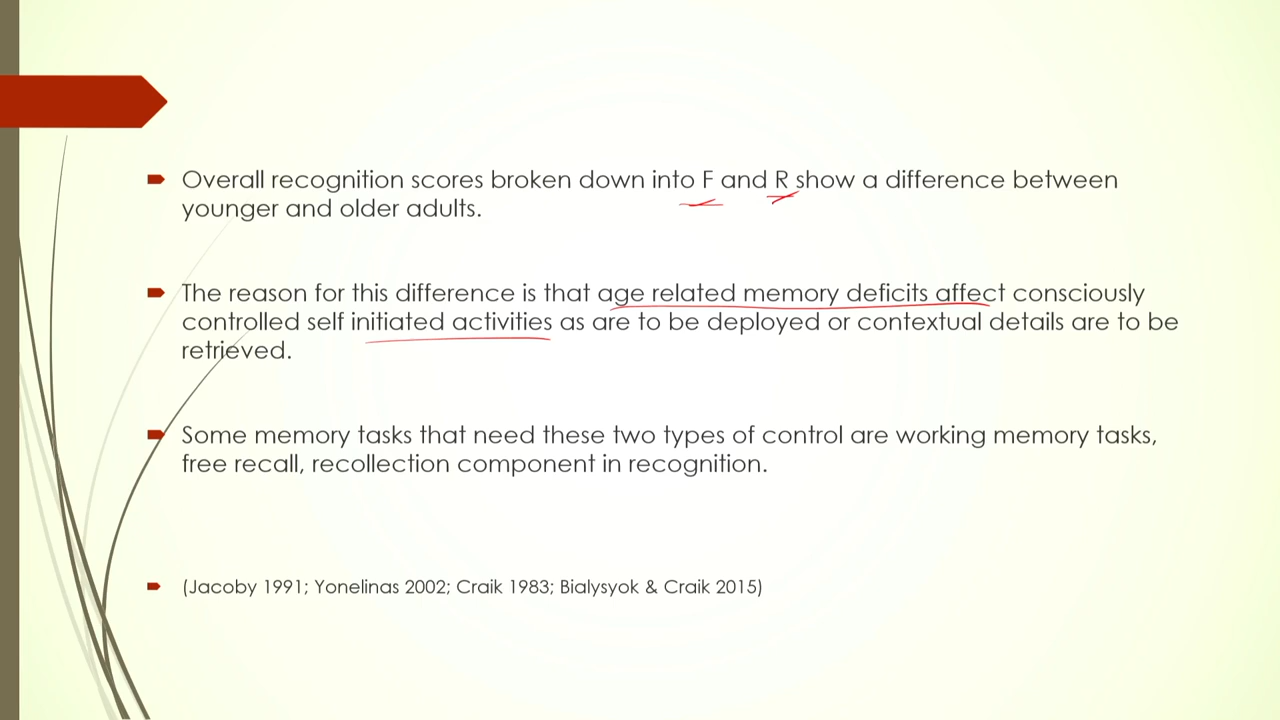 Overall recognition scores broken down into F and R show a difference between
younger and older adults.
The reason for this difference is that age related memory deficits affect consciously
controlled self initiated activities as are to be deployed or contextual details are to be
retrieved.
Some memory tasks that need these two types of control are working memory tasks,
free recall, recollection component in recognition.
(Jacoby 1991; Yonelinas 2002; Craik 1983; Bialysyok & Craik 2015)